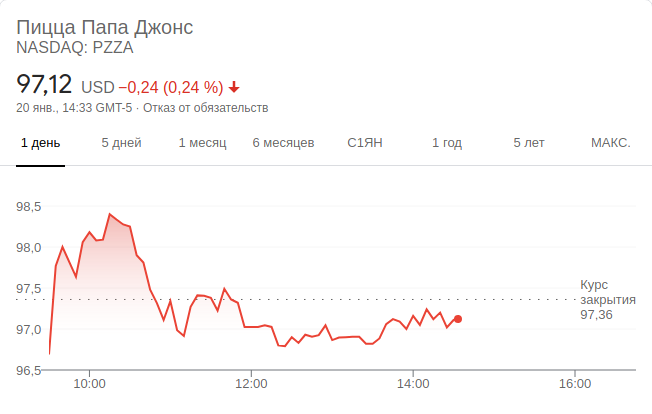 Пицца Папа Джонс
NASDAQ: PZZA
97,12 USD −0,24 (0,24 %)
20 янв., 14:33 GMT-5 · Отказ от обязательств
1 день 5 дней 1 месяц 6 месяцев С1ЯН 1 год 5 лет МАКС.
98,5
98,0
97,5
97,0
96,5
Курс
закрытия
97,36
10:00 12:00 14:00 16:00